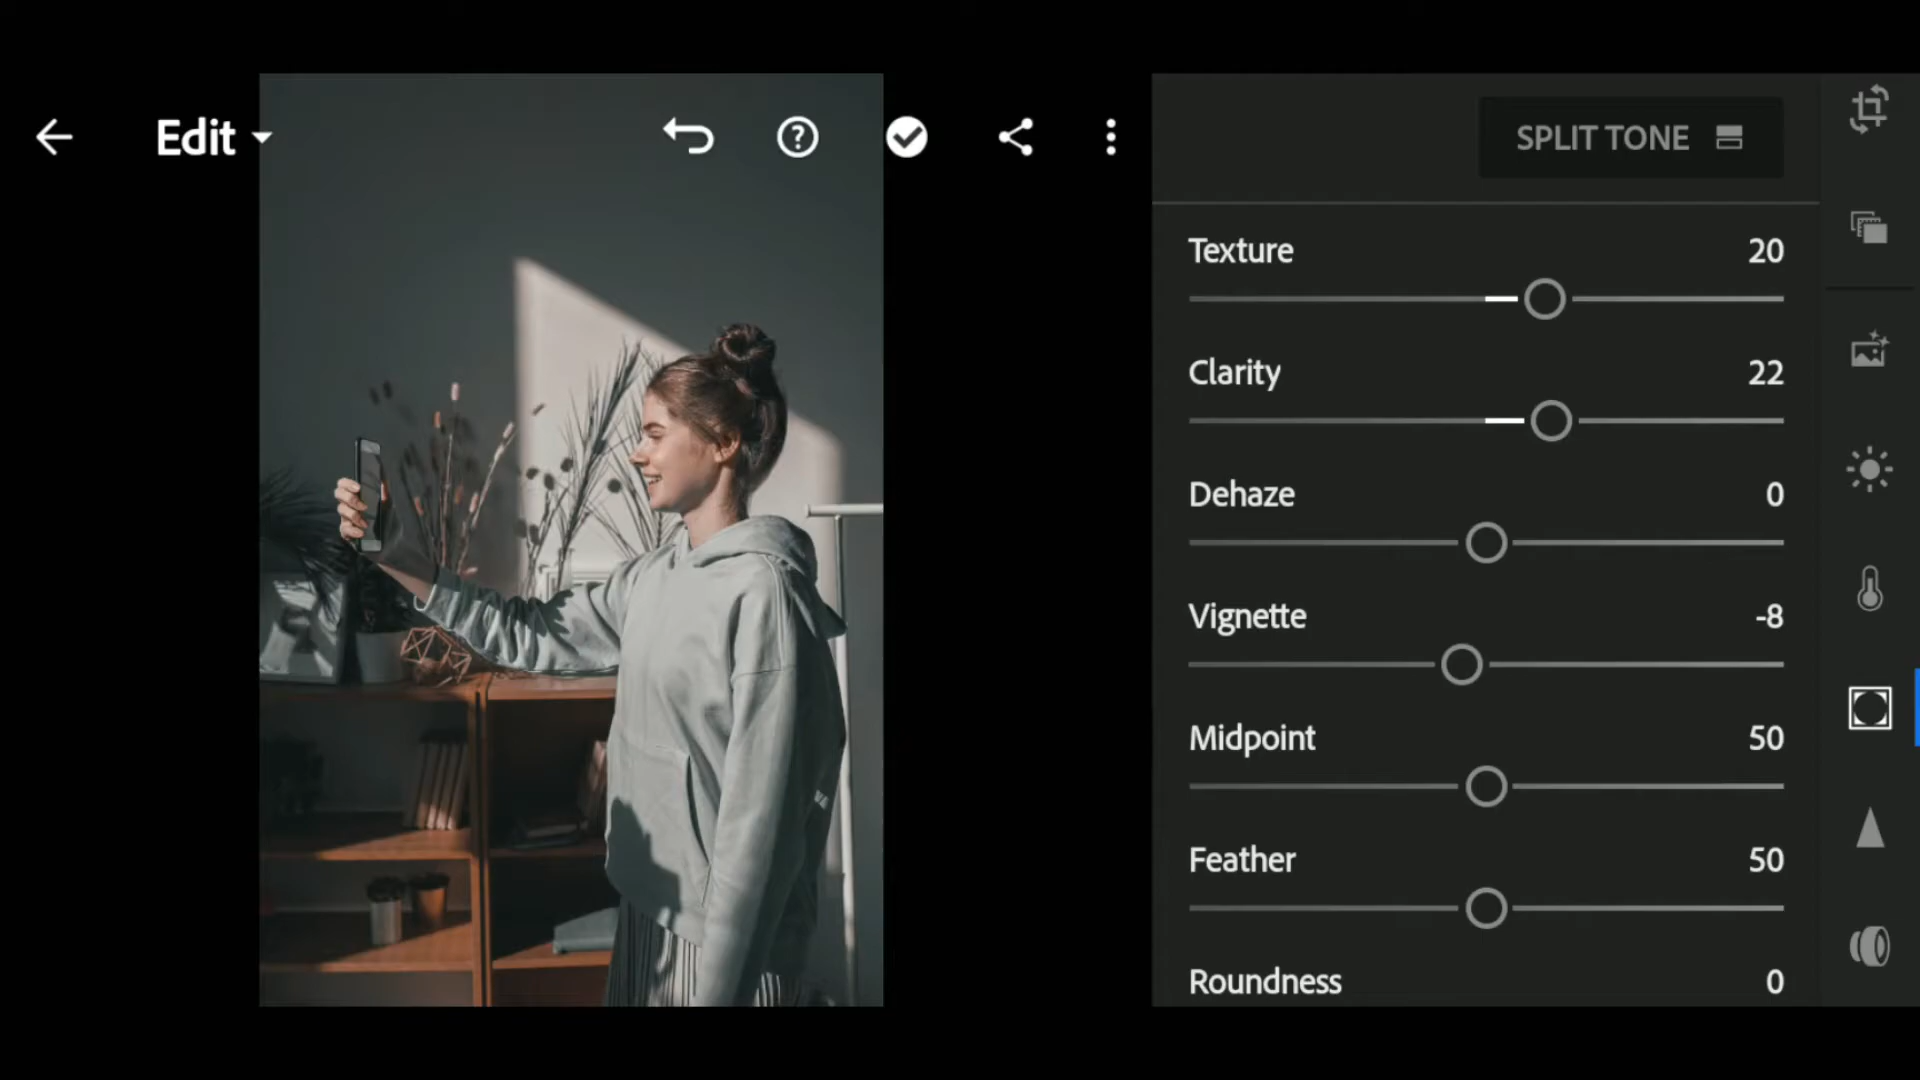 Edit
SPLIT TONE
Texture 20
Clarity 22
Dehaze 0
Vignette -8
Midpoint 50
Feather 50
Roundness 0